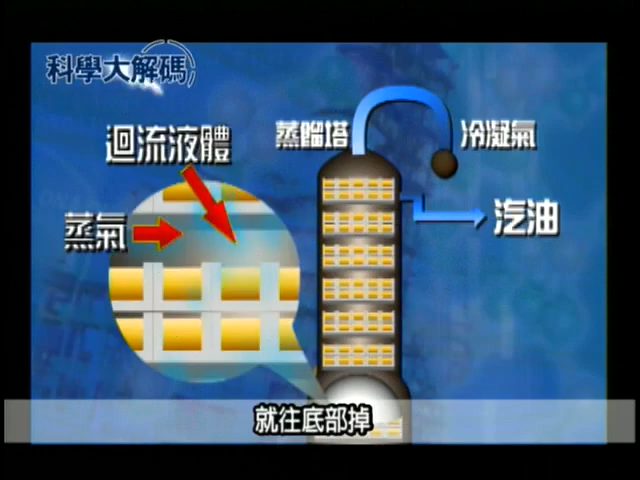 科學大解碼
迴流液體
蒸餾塔
冷凝氣
蒸氣
汽油
就往底部掉